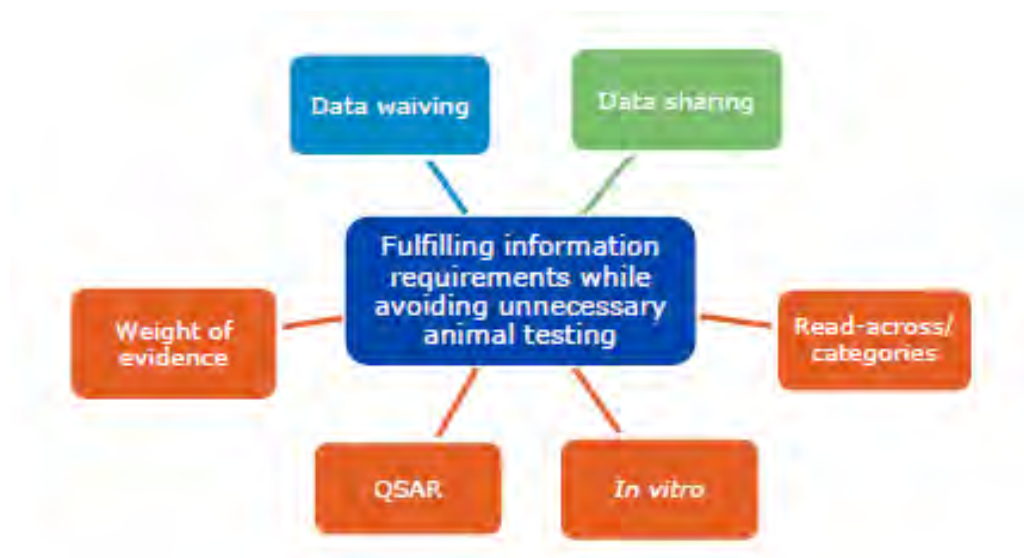 Data waiving
Data sharing
Fulfilling information
requirements while
avoiding unnecessary
animal testing
Weight of
evidence
Read-across/
categories
QSAR
In vitro